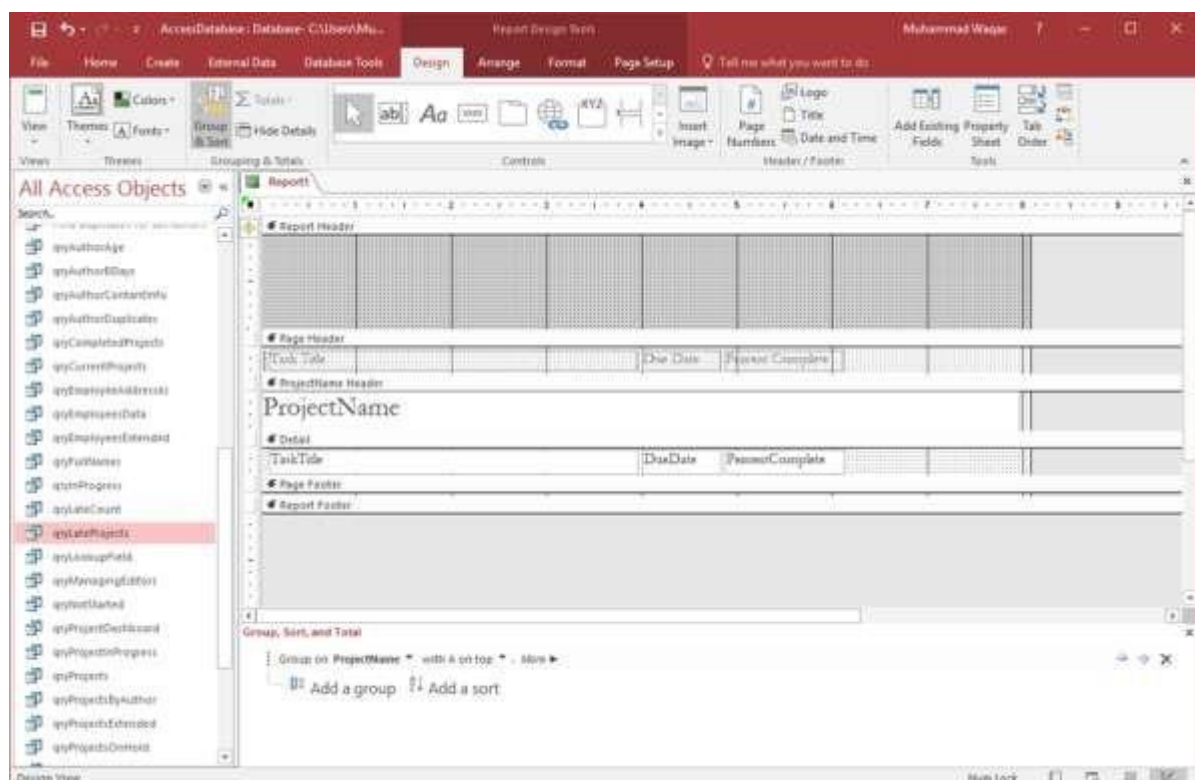 AccessDatabase : Database- C:\Users\Mu...
Report Design Tools
Muhammad Waqas
?
File Home Create External Data Database Tools Design Arrange Format Page Setup Tell me what you want to do
View
Themes
Colors
Fonts
Group & Sort
Totals
Hide Details
ab|
Aa
xxxx
XYZ
Insert Image
Page Numbers
Logo
Title
Date and Time
Add Existing Fields
Property Sheet
Tab Order
Views Themes Grouping & Totals Controls Header / Footer Tools
All Access Objects
Search..
qryAuthorAge
qryAuthorBDays
qryAuthorContactInfo
qryAuthorDuplicates
qryCompletedProjects
qryCurrentProjects
qryEmployeesData
qryEmployeesExtended
qryFullNames
qryInProgress
qryLateCount
qryLateProjects
qryLookupField
qryManagingEditors
qryNotStarted
qryProjectDashboard
qryProjectInProgress
qryProjects
qryProjectsByAuthor
qryProjectsExtended
qryProjectsOnHold
Report1
Report Header
Page Header
Task Title Due Date Percent Complete
ProjectName Header
ProjectName
Detail
TaskTitle DueDate PercentComplete
Page Footer
Report Footer
Group, Sort, and Total
Group on ProjectName with A on top , More
Add a group Add a sort
Design View
Num Lock